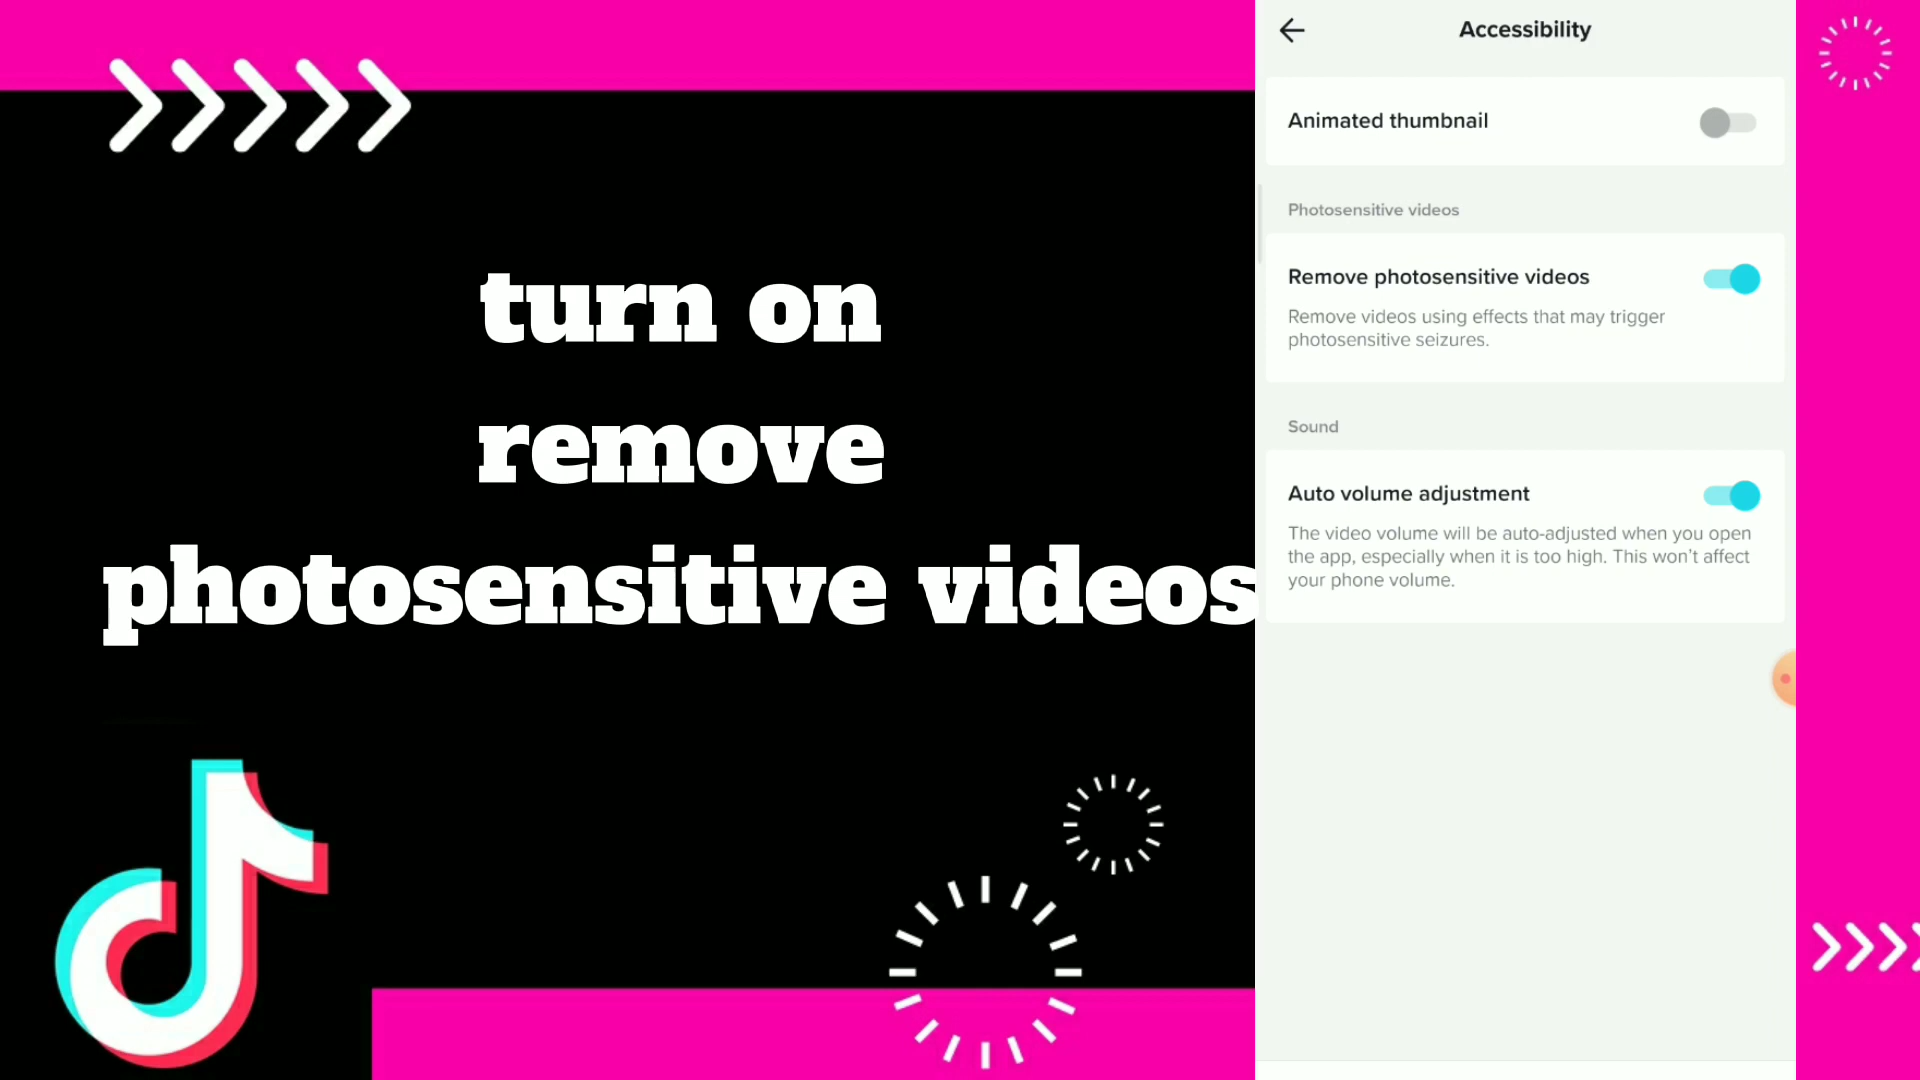 turn on
remove
photosensitive videos
Accessibility
Animated thumbnail
Photosensitive videos
Remove photosensitive videos
Remove videos using effects that may trigger
photosensitive seizures.
Sound
Auto volume adjustment
The video volume will be auto-adjusted when you open
the app, especially when it is too high. This won't affect
your phone volume.